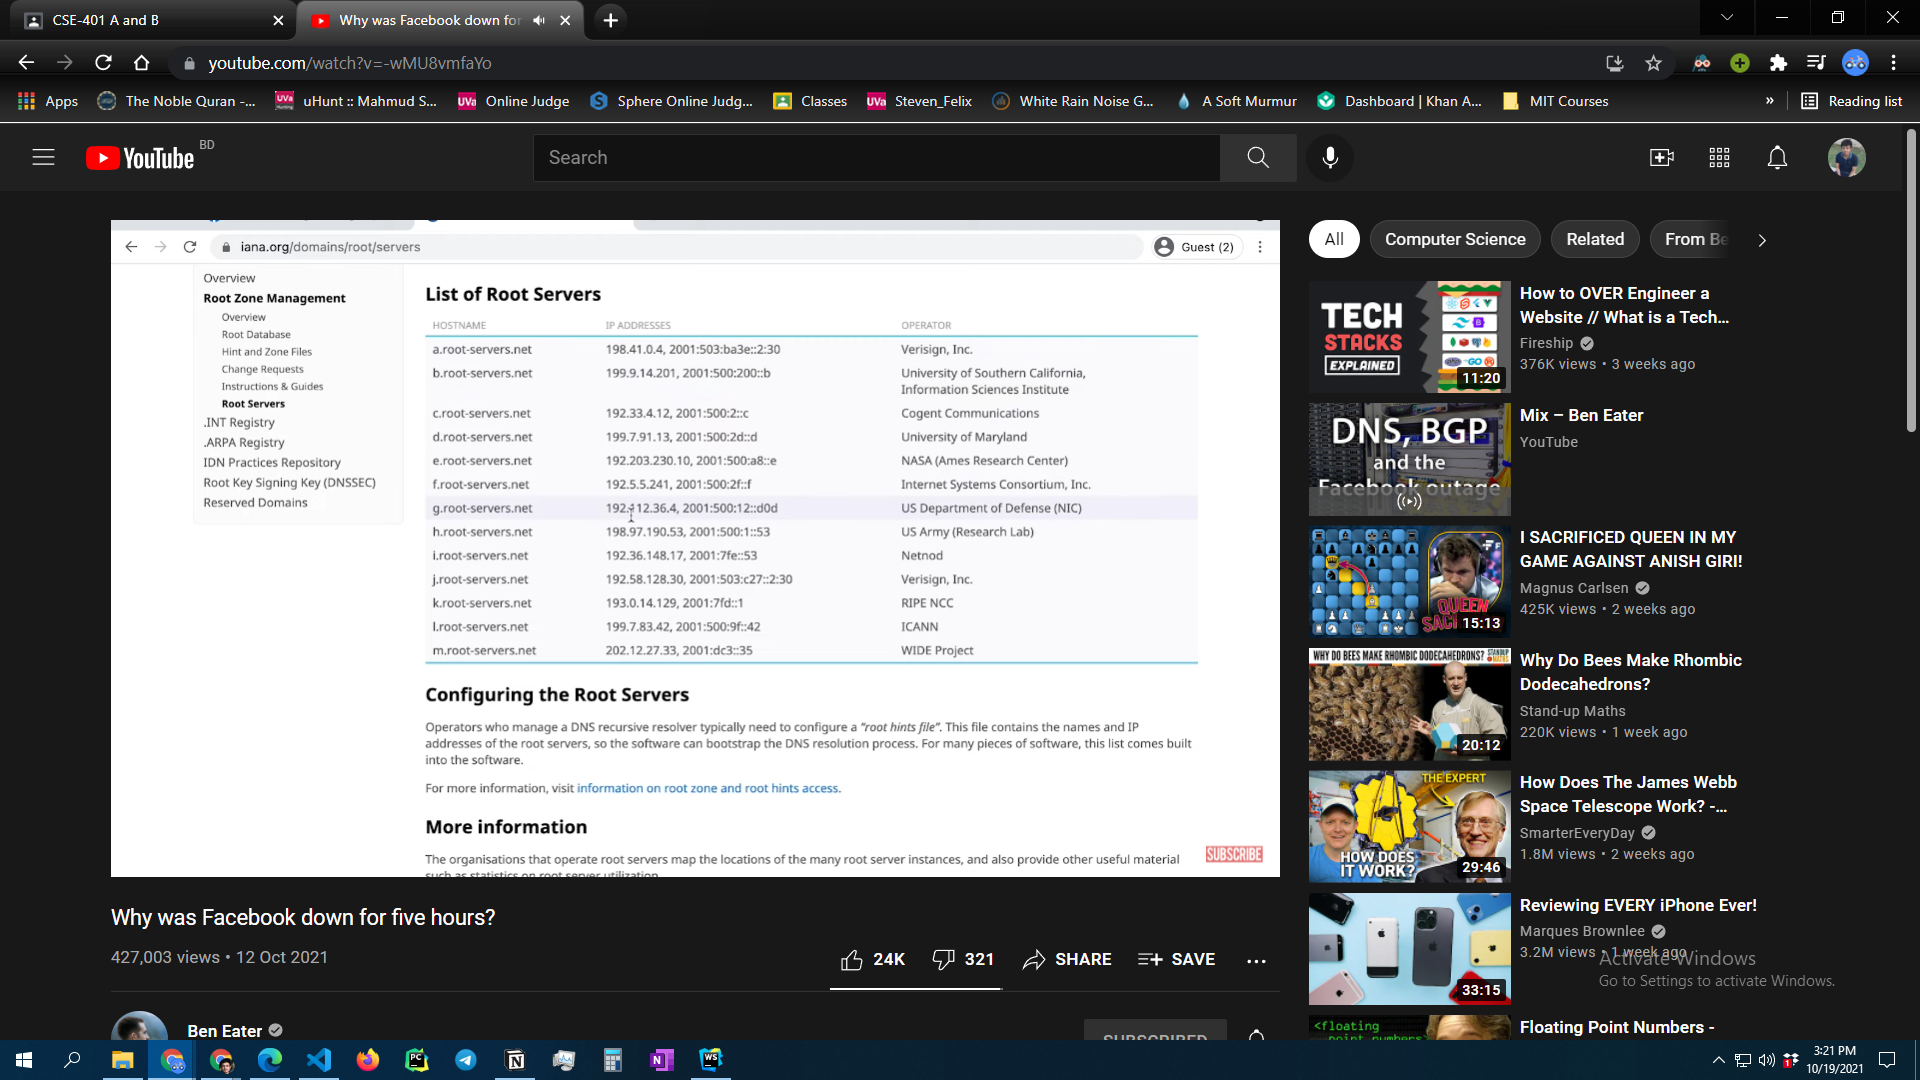 CSE-401 A and B
Why was Facebook down for
youtube.com/watch?v=-wMU8vmfaYo
Apps
The Noble Quran -...
uHunt :: Mahmud S...
Online Judge
Sphere Online Judg...
Classes
Steven_Felix
White Rain Noise G...
A Soft Murmur
Dashboard | Khan A...
MIT Courses
»
Reading list
YouTube BD
Search
iana.org/domains/root/servers
Guest (2)
Overview
Root Zone Management
Overview
Root Database
Hint and Zone Files
Change Requests
Instructions & Guides
Root Servers
.INT Registry
.ARPA Registry
IDN Practices Repository
Root Key Signing Key (DNSSEC)
Reserved Domains
List of Root Servers
HOSTNAME IP ADDRESSES OPERATOR
a.root-servers.net 198.41.0.4, 2001:503:ba3e::2:30 Verisign, Inc.
b.root-servers.net 199.9.14.201, 2001:500:200::b University of Southern California,
Information Sciences Institute
c.root-servers.net 192.33.4.12, 2001:500:2::c Cogent Communications
d.root-servers.net 199.7.91.13, 2001:500:2d::d University of Maryland
e.root-servers.net 192.203.230.10, 2001:500:a8::e NASA (Ames Research Center)
f.root-servers.net 192.5.5.241, 2001:500:2f::f Internet Systems Consortium, Inc.
g.root-servers.net 192.112.36.4, 2001:500:12::d0d US Department of Defense (NIC)
h.root-servers.net 198.97.190.53, 2001:500:1::53 US Army (Research Lab)
i.root-servers.net 192.36.148.17, 2001:7fe::53 Netnod
j.root-servers.net 192.58.128.30, 2001:503:c27::2:30 Verisign, Inc.
k.root-servers.net 193.0.14.129, 2001:7fd::1 RIPE NCC
l.root-servers.net 199.7.83.42, 2001:500:9f::42 ICANN
m.root-servers.net 202.12.27.33, 2001:dc3::35 WIDE Project
Configuring the Root Servers
Operators who manage a DNS recursive resolver typically need to configure a “root hints file”. This file contains the names and IP
addresses of the root servers, so the software can bootstrap the DNS resolution process. For many pieces of software, this list comes built
into the software.
For more information, visit information on root zone and root hints access.
More information
The organisations that operate root servers map the locations of the many root server instances, and also provide other useful material
such as statistics on root server utilization.
SUBSCRIBE
Why was Facebook down for five hours?
427,003 views • 12 Oct 2021
24K
321
SHARE
SAVE
Ben Eater
SUBSCRIBED
All
Computer Science
Related
From Be
TECH
STACKS
EXPLAINED
11:20
How to OVER Engineer a
Website // What is a Tech...
Fireship
376K views • 3 weeks ago
DNS, BGP
and the
Facebook outage
Mix – Ben Eater
YouTube
QUEEN
15:13
I SACRIFICED QUEEN IN MY
GAME AGAINST ANISH GIRI!
Magnus Carlsen
425K views • 2 weeks ago
WHY DO BEES MAKE RHOMBIC DODECAHEDRONS?
STANDUP
MATHS
20:12
Why Do Bees Make Rhombic
Dodecahedrons?
Stand-up Maths
220K views • 1 week ago
THE EXPERT
HOW DOES
IT WORK?
29:46
How Does The James Webb
Space Telescope Work? -...
SmarterEveryDay
1.8M views • 2 weeks ago
33:15
Reviewing EVERY iPhone Ever!
Marques Brownlee
3.2M views • 1 week ago
Activate Windows
Go to Settings to activate Windows.
<floating
point numbers
Floating Point Numbers -
3:21 PM
10/19/2021